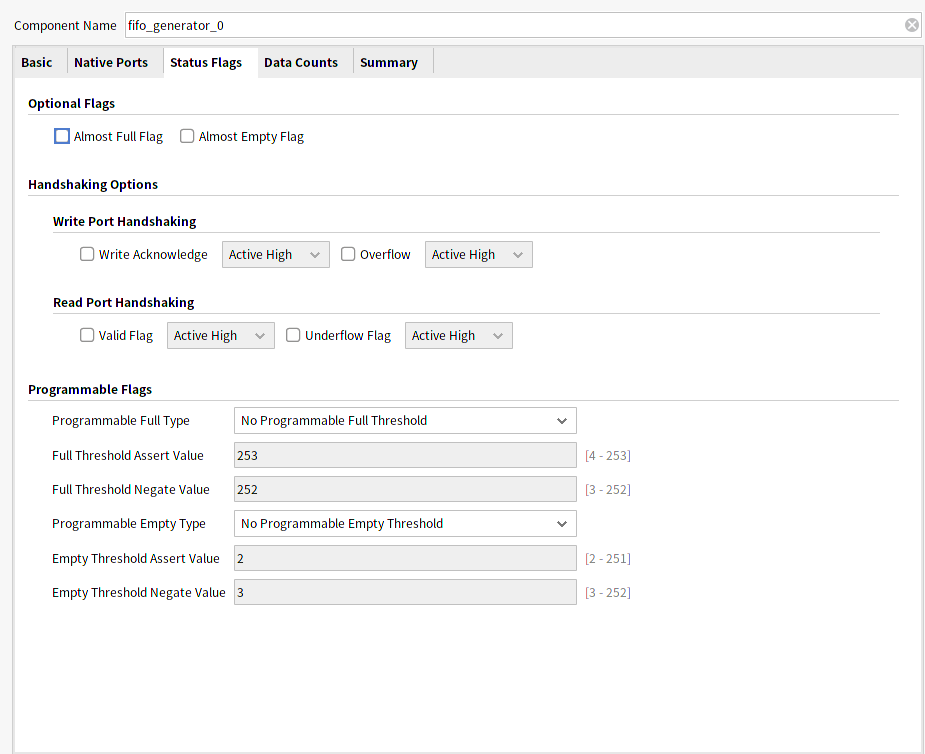 Component Name fifo_generator_0
Basic Native Ports Status Flags Data Counts Summary
Optional Flags
Almost Full Flag Almost Empty Flag
Handshaking Options
Write Port Handshaking
Write Acknowledge Active High Overflow Active High
Read Port Handshaking
Valid Flag Active High Underflow Flag Active High
Programmable Flags
Programmable Full Type No Programmable Full Threshold
Full Threshold Assert Value 253 [4 - 253]
Full Threshold Negate Value 252 [3 - 252]
Programmable Empty Type No Programmable Empty Threshold
Empty Threshold Assert Value 2 [2 - 251]
Empty Threshold Negate Value 3 [3 - 252]